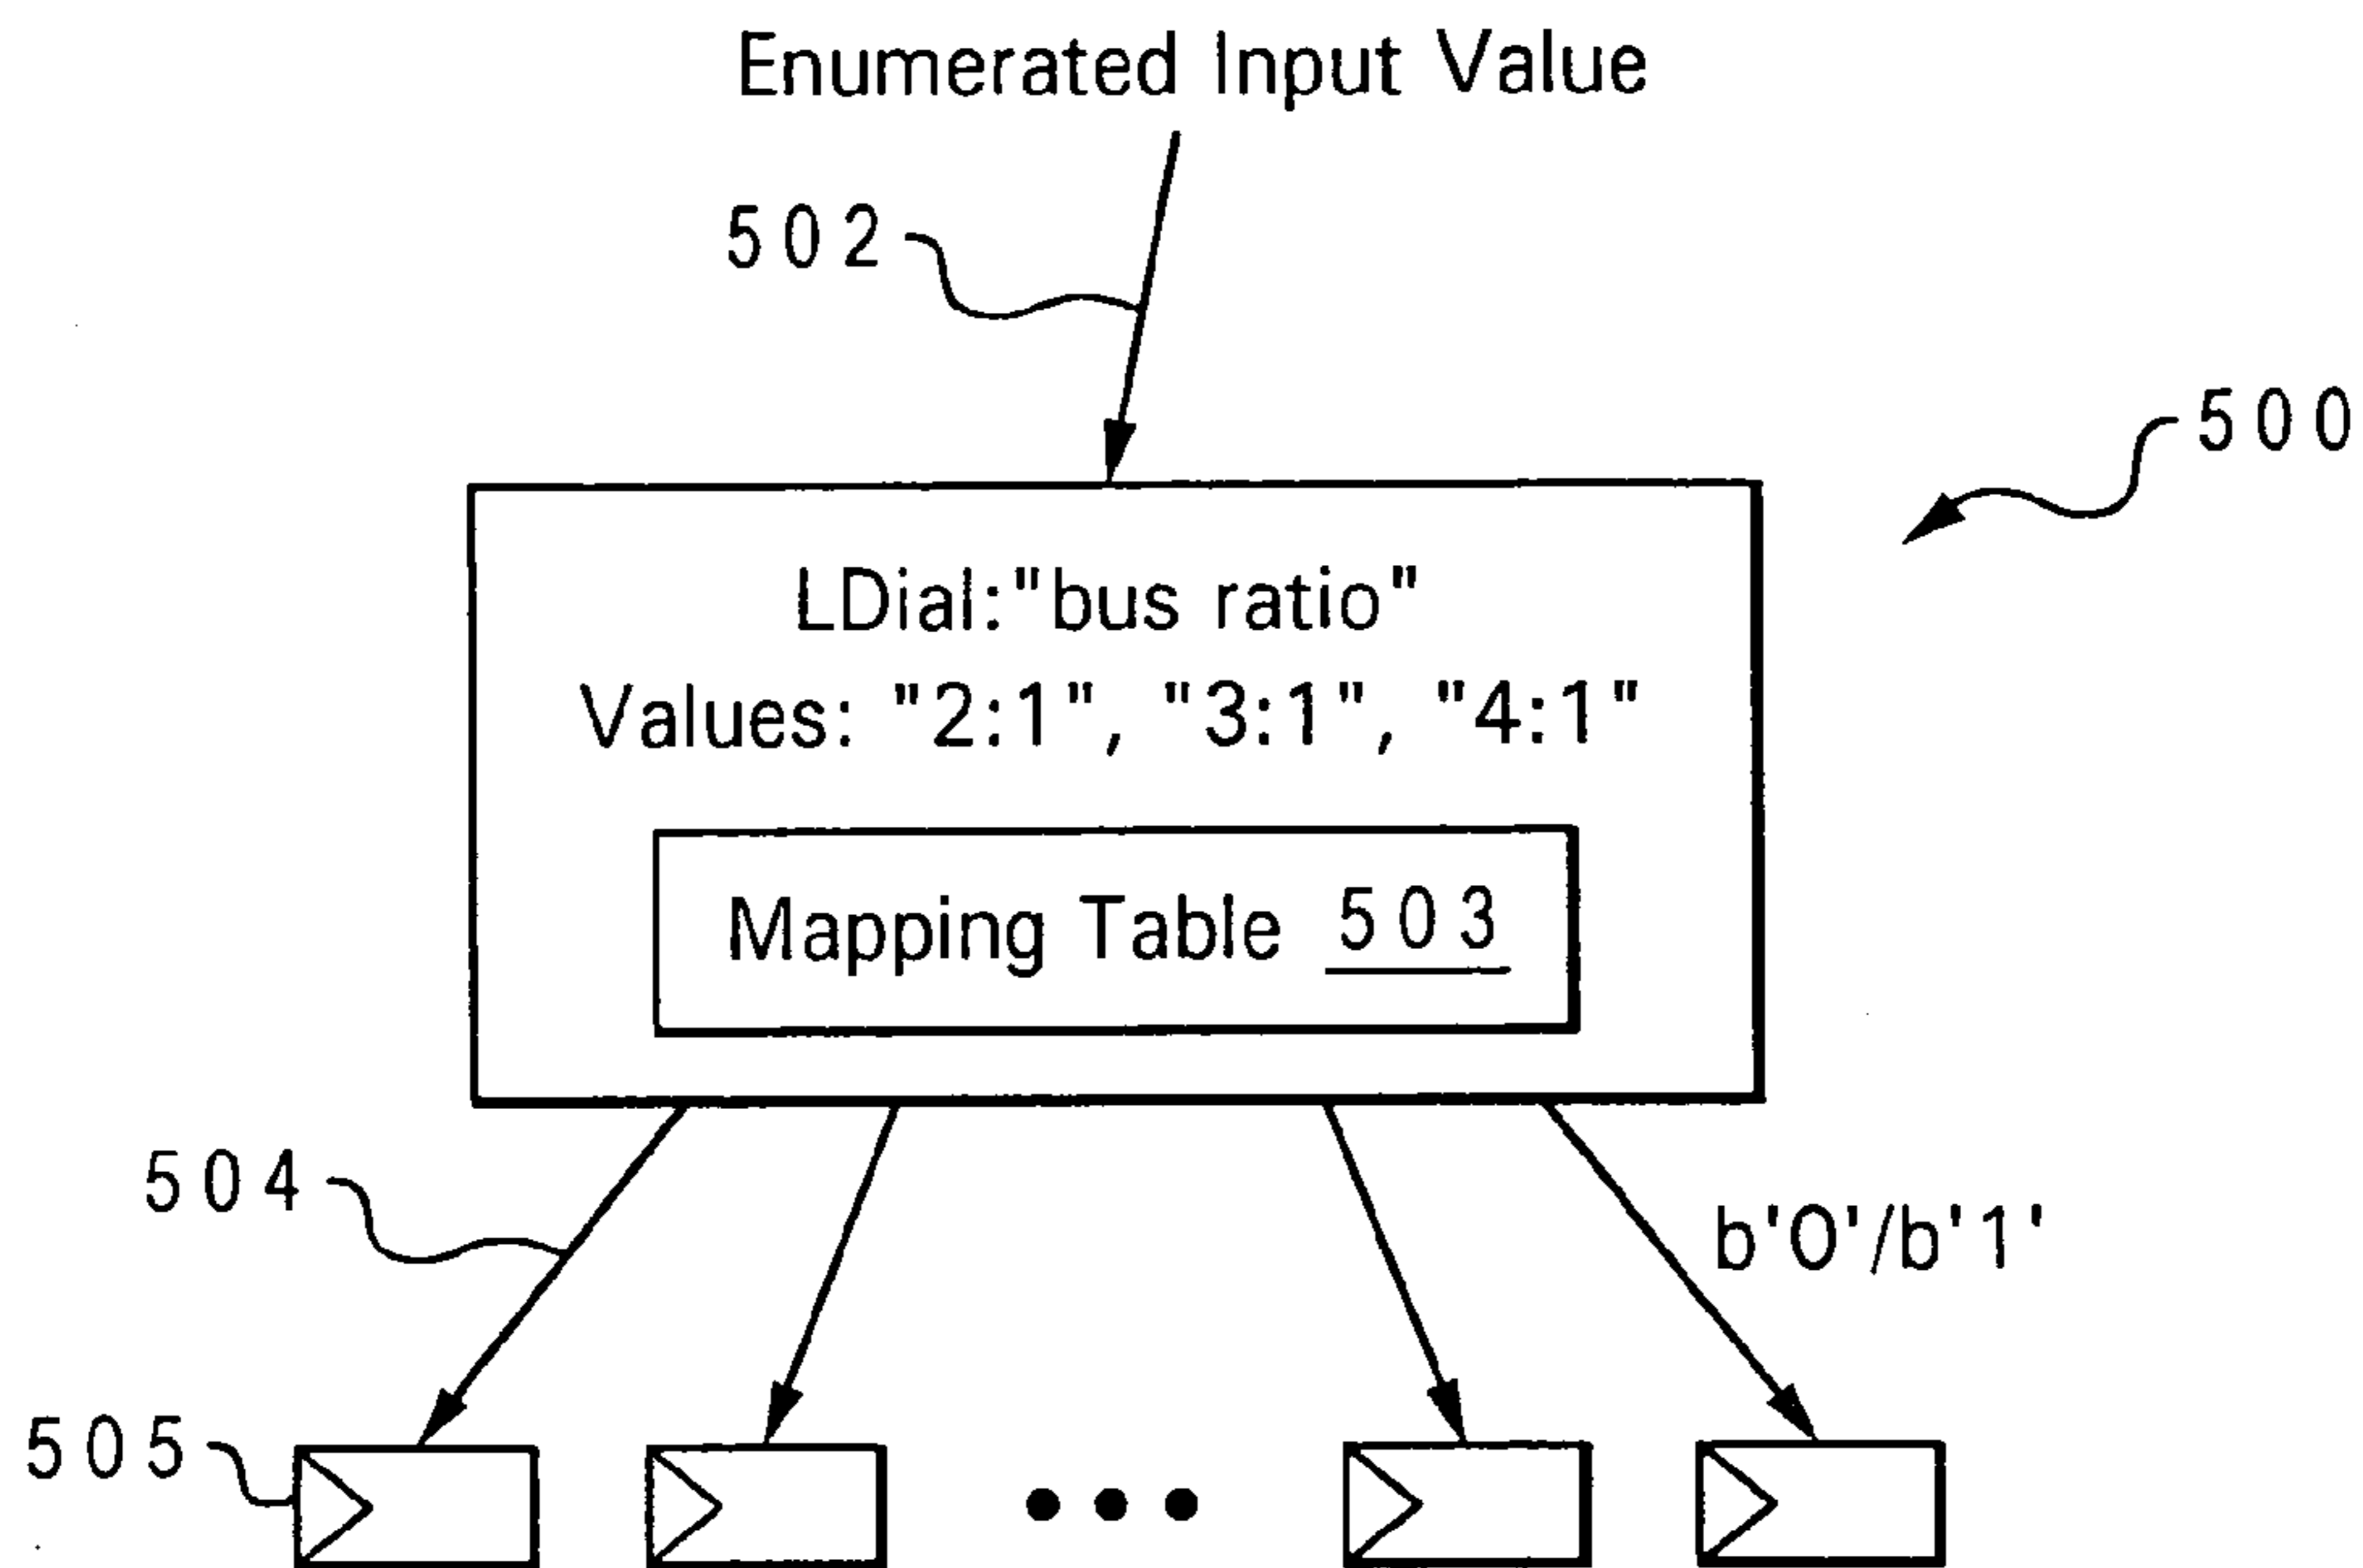 Enumerated Input Value
502
500
LDial:"bus ratio"
Values: "2:1", "3:1", "4:1"
Mapping Table 503
504
b'0'/b'1'
505